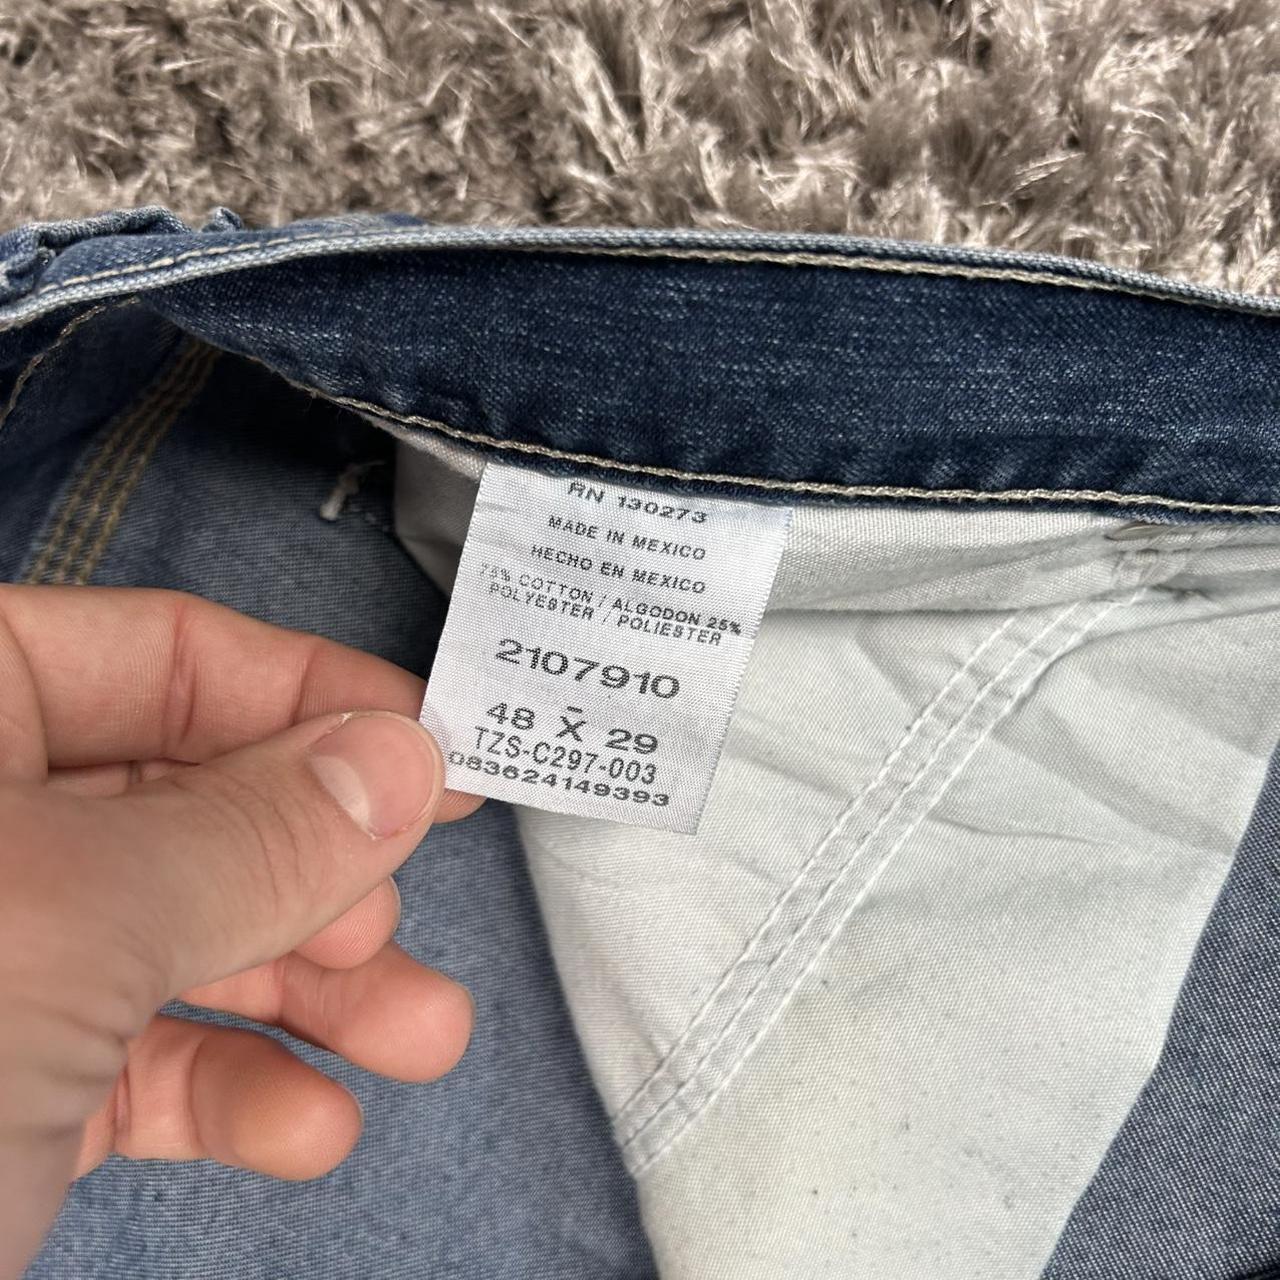 RN 130273
MADE IN MEXICO
HECHO EN MEXICO
75% COTTON / ALGODON 25%
POLYESTER / POLIESTER
2107910
48 X 29
TZS-C297-003
083624149393